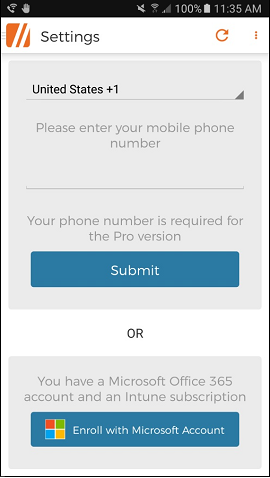 100% 11:35 AM
Settings
United States +1
Please enter your mobile phone
number
Your phone number is required for
the Pro version
Submit
OR
You have a Microsoft Office 365
account and an Intune subscription
Enroll with Microsoft Account